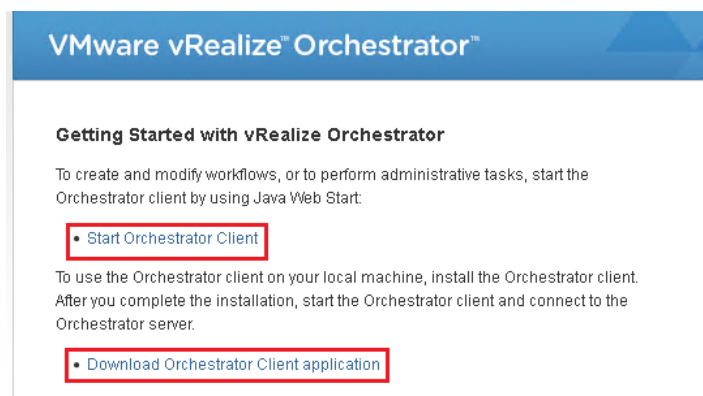 VMware vRealize™ Orchestrator™
Getting Started with vRealize Orchestrator
To create and modify workflows, or to perform administrative tasks, start the
Orchestrator client by using Java Web Start:
• Start Orchestrator Client
To use the Orchestrator client on your local machine, install the Orchestrator client.
After you complete the installation, start the Orchestrator client and connect to the
Orchestrator server.
• Download Orchestrator Client application